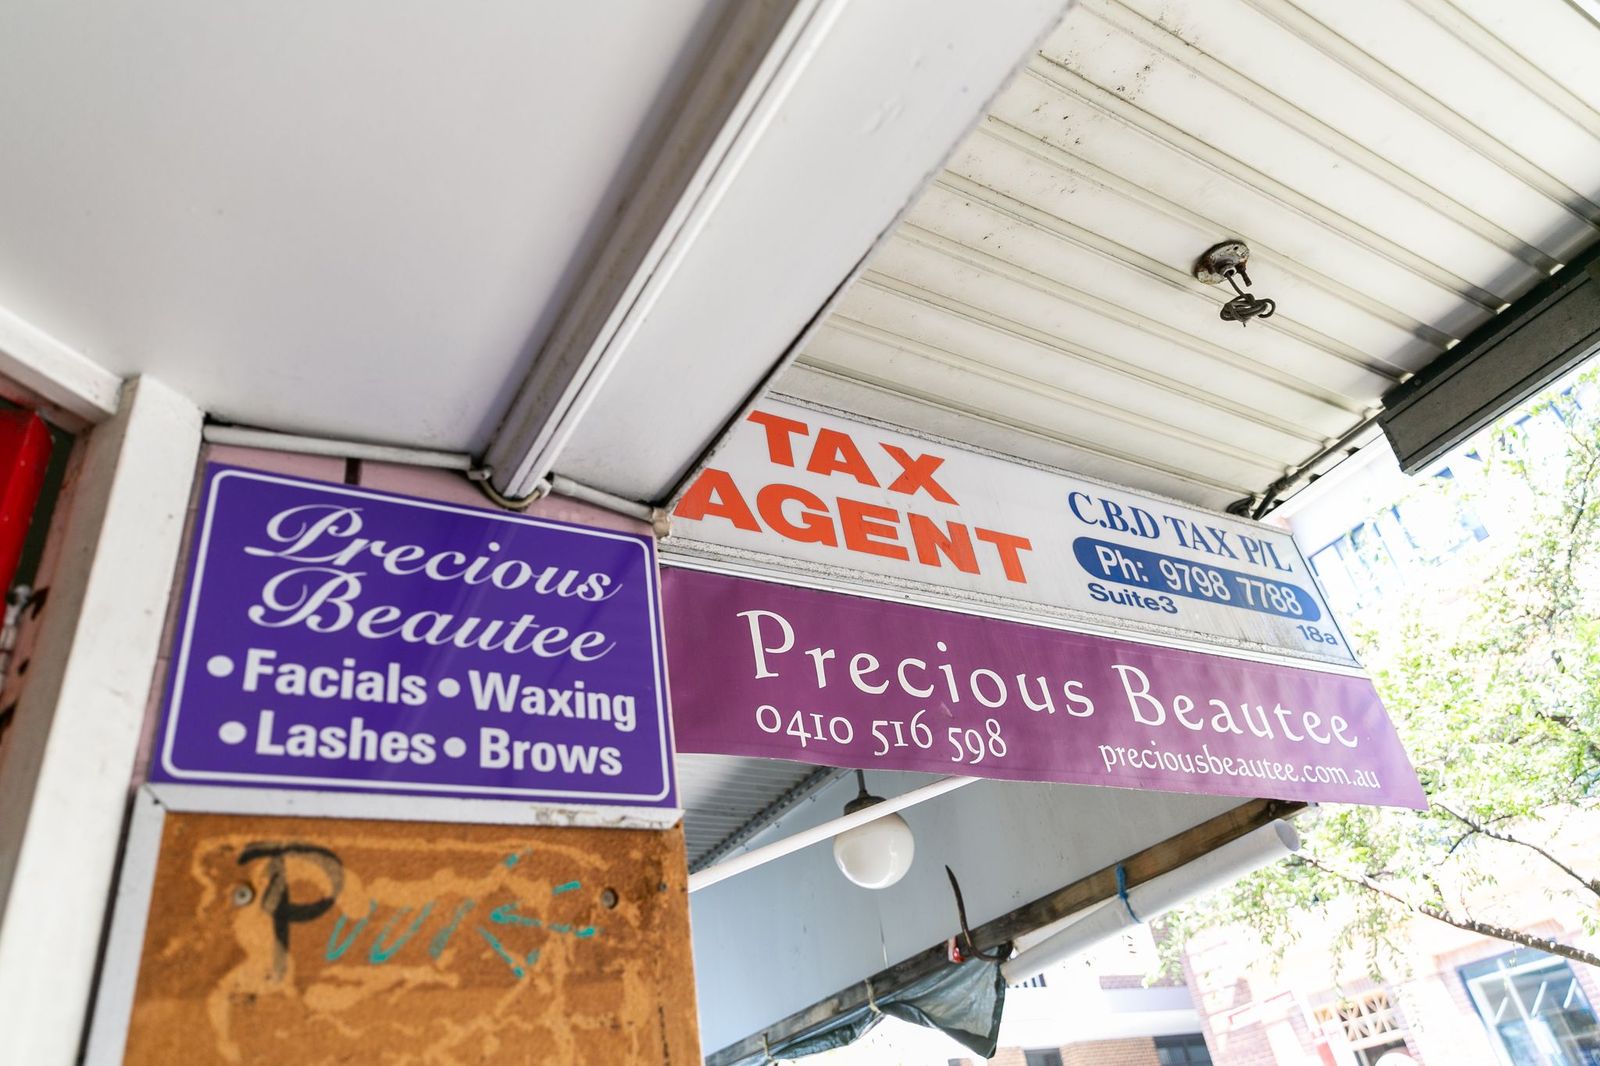 Precious
Beautee
• Facials • Waxing
• Lashes • Brows
TAX
AGENT
C.B.D TAX P/L
Ph: 9798 7788
Suite3
18a
Precious Beautee
0410 516 598
preciousbeautee.com.au